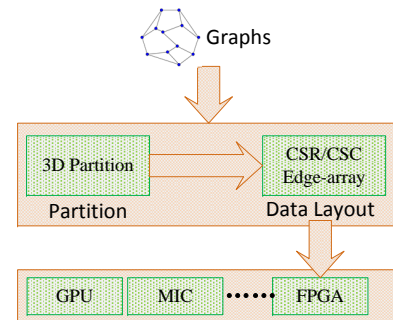 Graphs
3D Partition
CSR/CSC
Edge-array
Partition
Data Layout
GPU MIC ...... FPGA